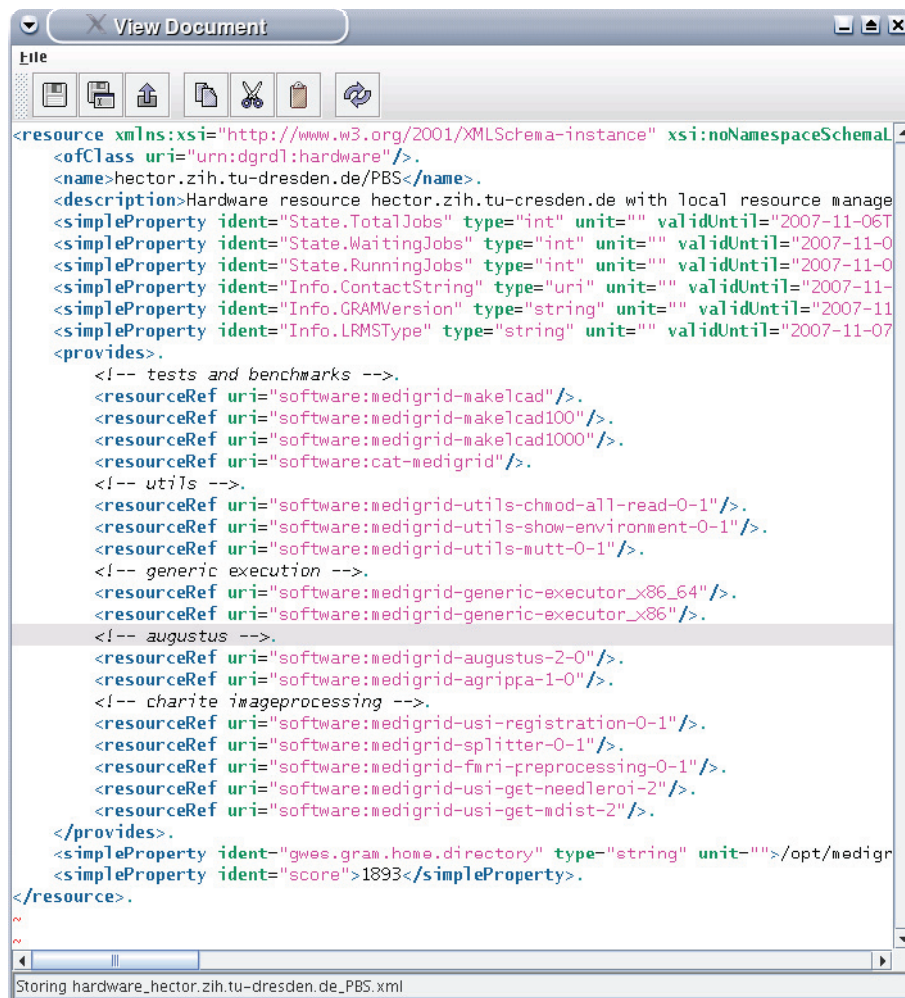 View Document
File
<resource xmlns:xsi="http://www.w3.org/2001/XMLSchema-instance" xsi:noNamespaceSchemaL
<ofClass uri="urn:dgrdl:hardware"/>.
<name>hector.zih.tu-dresden.de/PBS</name>.
<description>Hardware resource hector.zih.tu-cresden.de with local resource manage
<simpleProperty ident="State.TotalJobs" type="int" unit="" validUntil="2007-11-06T
<simpleProperty ident="State.WaitingJobs" type="int" unit="" validUntil="2007-11-0
<simpleProperty ident="State.RunningJobs" type="int" unit="" validUntil="2007-11-0
<simpleProperty ident="Info.ContactString" type="uri" unit="" validUntil="2007-11-
<simpleProperty ident="Info.GRAMVersion" type="string" unit="" validUntil="2007-11
<simpleProperty ident="Info.LRMSType" type="string" unit="" validUntil="2007-11-07
<provides>.
<!-- tests and benchmarks -->.
<resourceRef uri="software:medigrid-makelcad"/>.
<resourceRef uri="software:medigrid-makelcad100"/>.
<resourceRef uri="software:medigrid-makelcad1000"/>.
<resourceRef uri="software:cat-medigrid"/>.
<!-- utils -->.
<resourceRef uri="software:medigrid-utils-chmod-all-read-0-1"/>.
<resourceRef uri="software:medigrid-utils-show-environment-0-1"/>.
<resourceRef uri="software:medigrid-utils-mutt-0-1"/>.
<!-- generic execution -->.
<resourceRef uri="software:medigrid-generic-executor_x86_64"/>.
<resourceRef uri="software:medigrid-generic-executor_x86"/>.
<!-- augustus -->.
<resourceRef uri="software:medigrid-augustus-2-0"/>.
<resourceRef uri="software:medigrid-agrippa-1-0"/>.
<!-- charite imageprocessing -->.
<resourceRef uri="software:medigrid-usi-registration-0-1"/>.
<resourceRef uri="software:medigrid-splitter-0-1"/>.
<resourceRef uri="software:medigrid-fmri-preprocessing-0-1"/>.
<resourceRef uri="software:medigrid-usi-get-needleroi-2"/>.
<resourceRef uri="software:medigrid-usi-get-mdist-2"/>.
</provides>.
<simpleProperty ident="gwes.gram.home.directory" type="string" unit="">/opt/medigr
<simpleProperty ident="score">1893</simpleProperty>.
</resource>.
~
~
Storing hardware_hector.zih.tu-dresden.de_PBS.xml